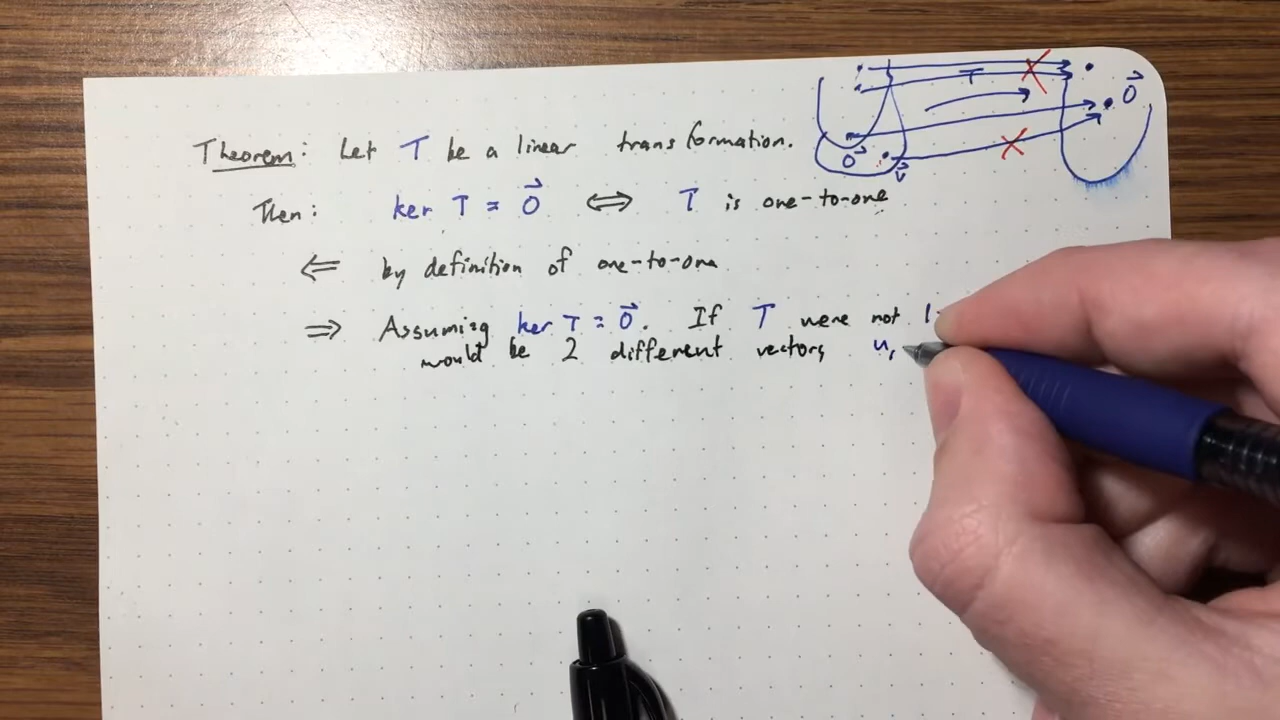 T
0⃗
Theorem: Let T be a linear transformation.
0⃗
v⃗
Then: ker T = 0⃗ ⟺ T is one-to-one
⟸ by definition of one-to-one
⟹ Assuming ker T = 0⃗. If T were not 1-
would be 2 different vectors u,